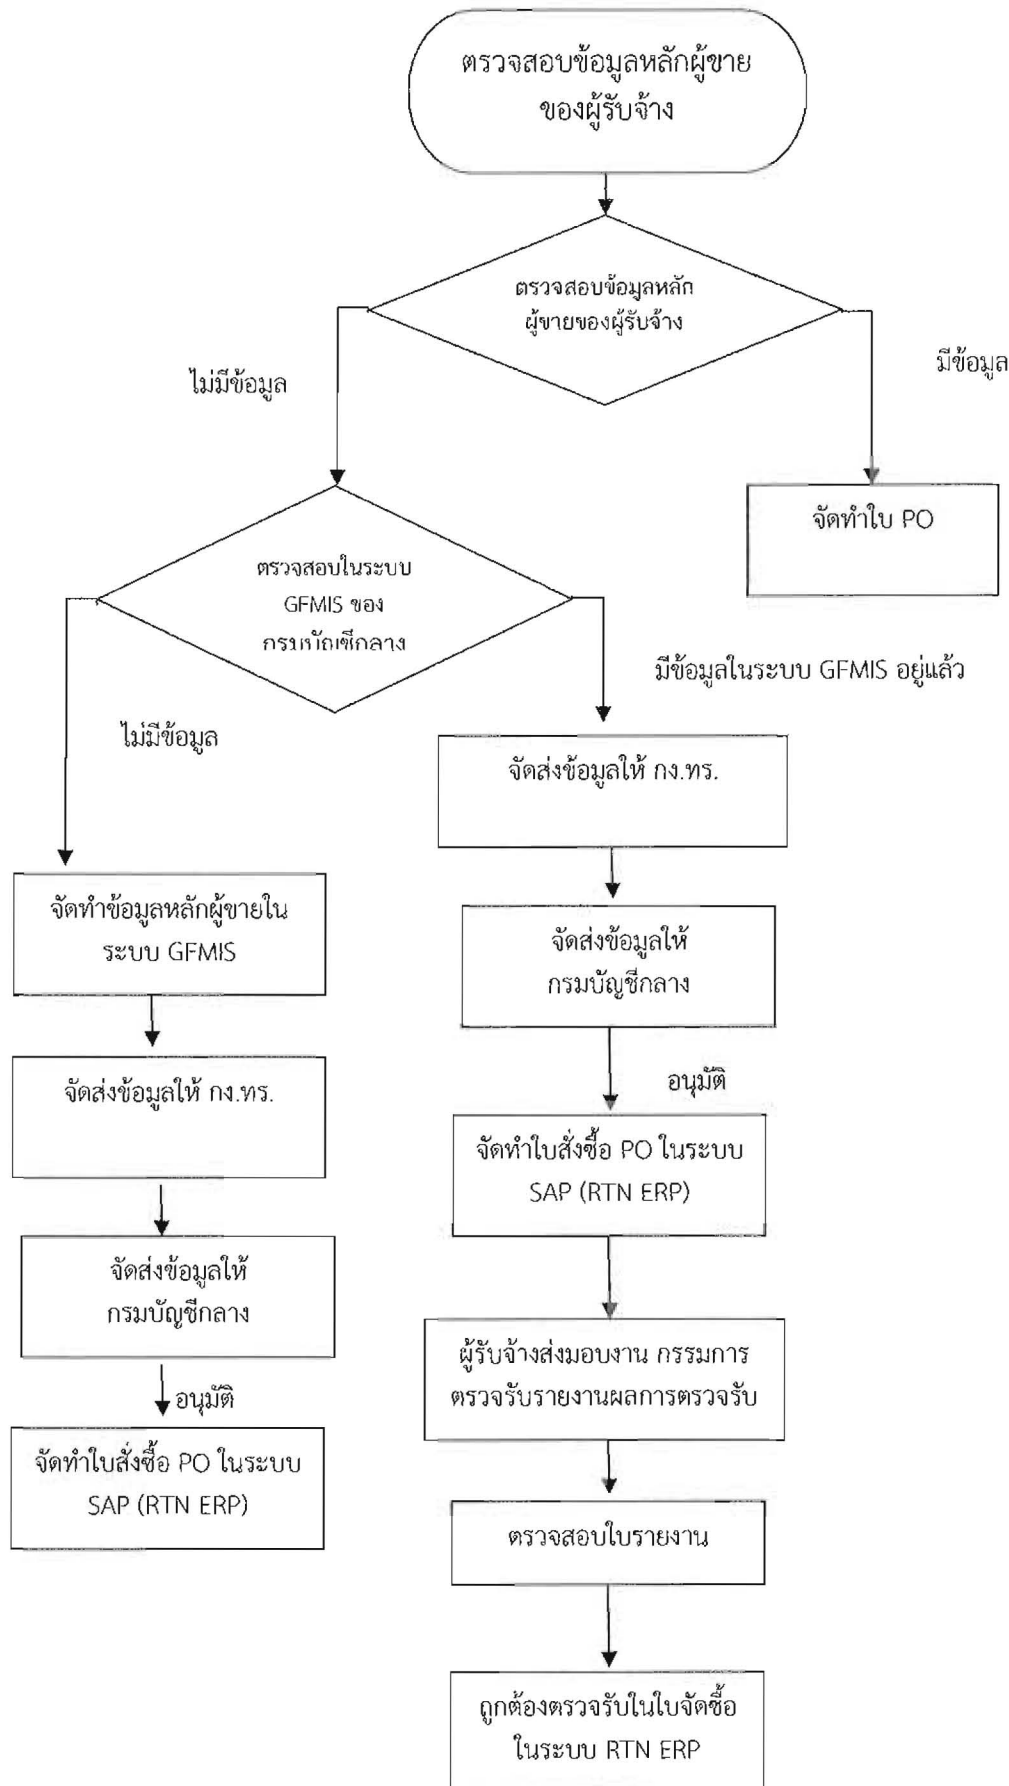 ตรวจสอบข้อมูลหลักผู้ขาย
ของผู้รับจ้าง
ตรวจสอบข้อมูลหลัก
ผู้ขายของผู้รับจ้าง
ไม่มีข้อมูล
มีข้อมูล
จัดทำใบ PO
ตรวจสอบในระบบ
GFMIS ของ
กรมบัญชีกลาง
มีข้อมูลในระบบ GFMIS อยู่แล้ว
ไม่มีข้อมูล
จัดส่งข้อมูลให้ กง.ทร.
จัดทำข้อมูลหลักผู้ขายใน
ระบบ GFMIS
จัดส่งข้อมูลให้
กรมบัญชีกลาง
จัดส่งข้อมูลให้ กง.ทร.
อนุมัติ
จัดทำใบสั่งซื้อ PO ในระบบ
SAP (RTN ERP)
จัดส่งข้อมูลให้
กรมบัญชีกลาง
ผู้รับจ้างส่งมอบงาน กรรมการ
ตรวจรับรายงานผลการตรวจรับ
อนุมัติ
จัดทำใบสั่งซื้อ PO ในระบบ
SAP (RTN ERP)
ตรวจสอบใบรายงาน
ถูกต้องตรวจรับในใบจัดซื้อ
ในระบบ RTN ERP